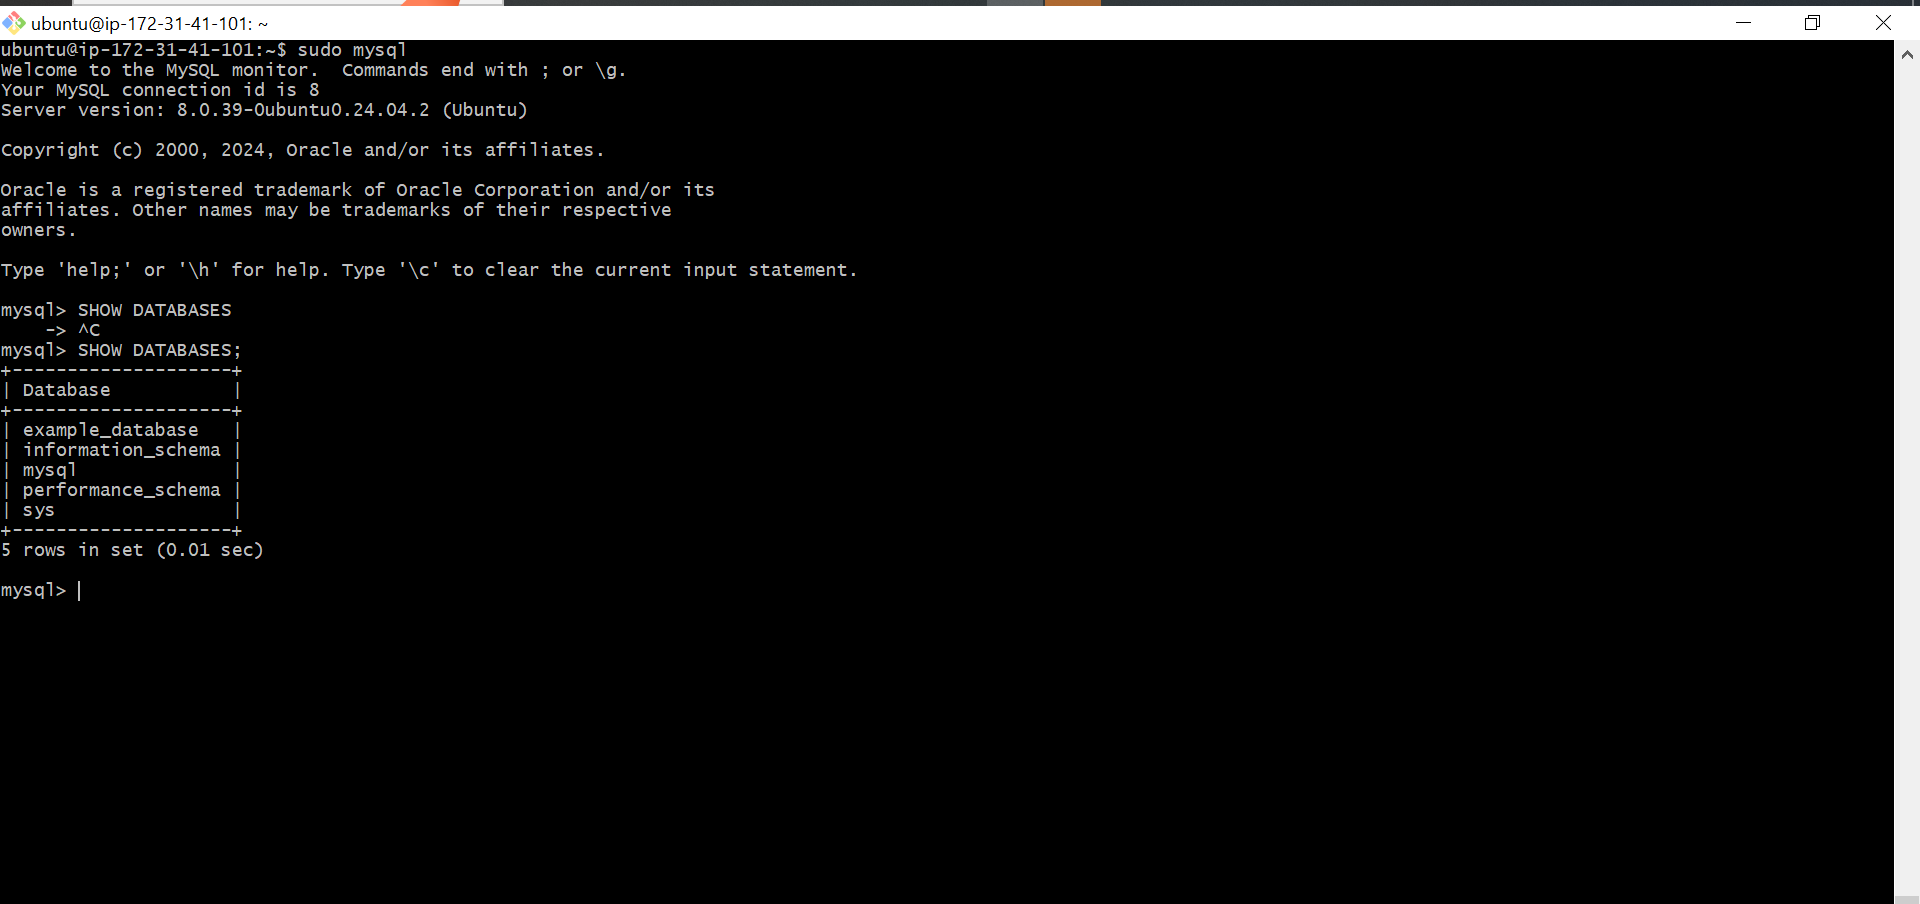 ubuntu@ip-172-31-41-101: ~
ubuntu@ip-172-31-41-101:~$ sudo mysql
Welcome to the MySQL monitor.  Commands end with ; or \g.
Your MySQL connection id is 8
Server version: 8.0.39-0ubuntu0.24.04.2 (Ubuntu)
Copyright (c) 2000, 2024, Oracle and/or its affiliates.
Oracle is a registered trademark of Oracle Corporation and/or its
affiliates. Other names may be trademarks of their respective
owners.
Type 'help;' or '\h' for help. Type '\c' to clear the current input statement.
mysql> SHOW DATABASES
    -> ^C
mysql> SHOW DATABASES;
+--------------------+
| Database           |
+--------------------+
| example_database   |
| information_schema |
| mysql              |
| performance_schema |
| sys                |
+--------------------+
5 rows in set (0.01 sec)
mysql>